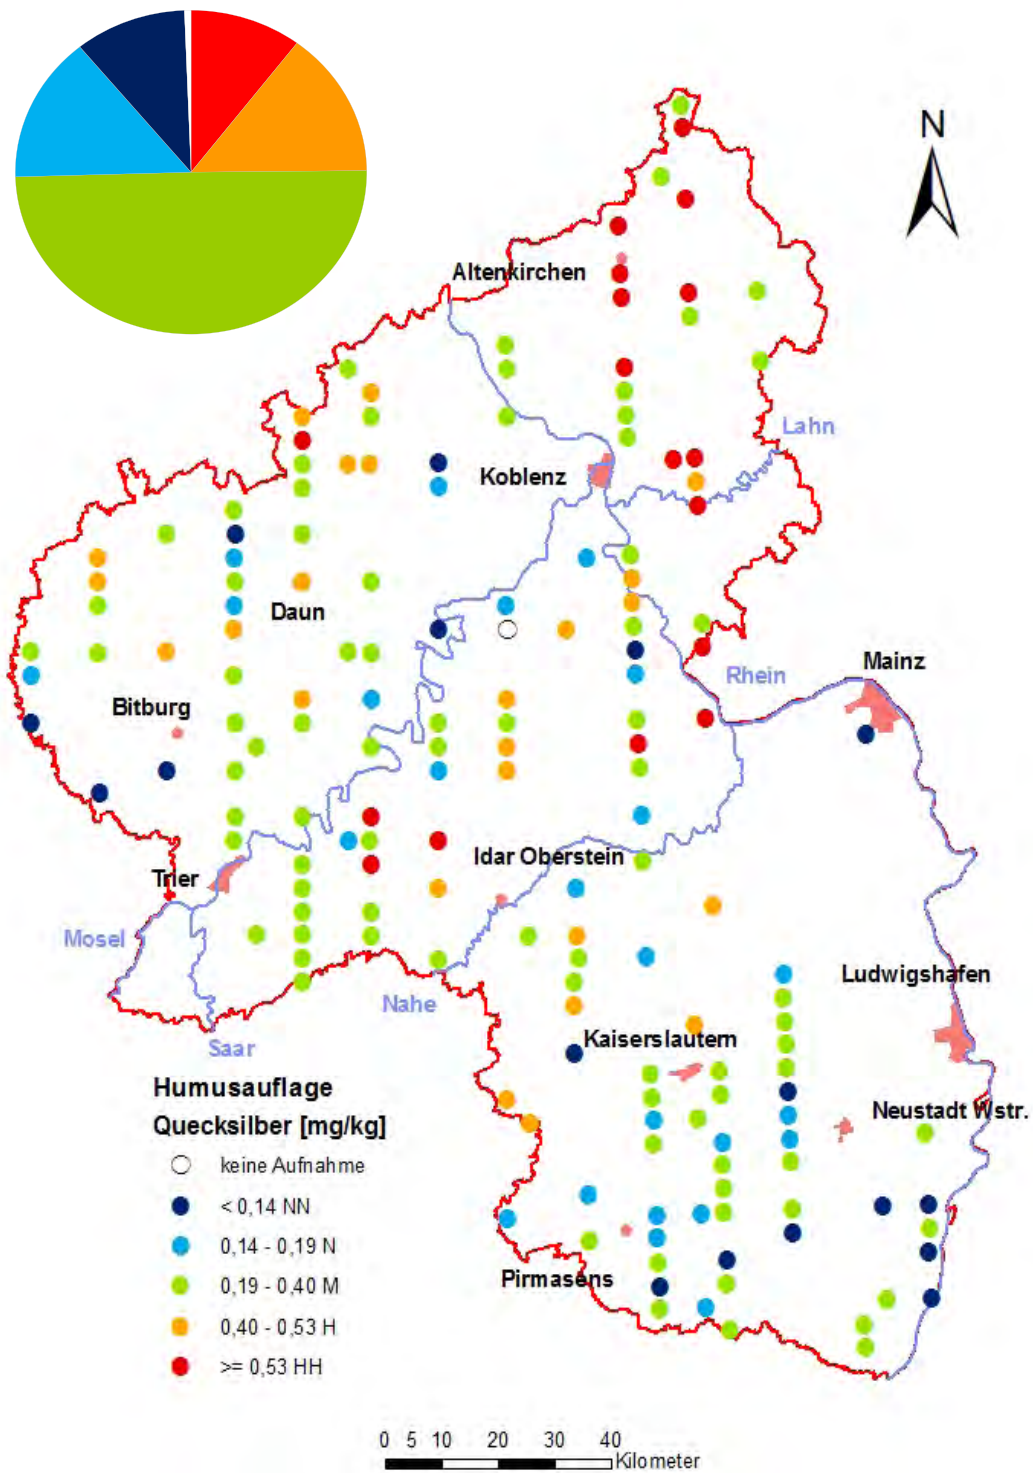 N
Altenkirchen
Lahn
Koblenz
Daun
Rhein
Mainz
Bitburg
Idar Oberstein
Trier
Mosel
Ludwigshafen
Nahe
Saar
Kaiserslautern
Neustadt Wstr.
Pirmasens
Humusauflage
Quecksilber [mg/kg]
keine Aufnahme
< 0,14 NN
0,14 - 0,19 N
0,19 - 0,40 M
0,40 - 0,53 H
>= 0,53 HH
0 5 10 20 30 40
Kilometer